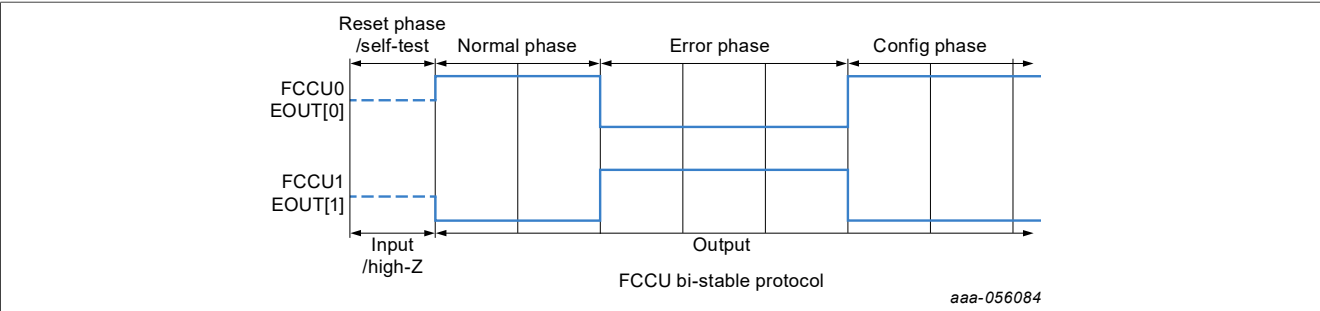 Reset phase
/self-test
Normal phase
Error phase
Config phase
FCCU0
EOUT[0]
FCCU1
EOUT[1]
Input
/high-Z
Output
FCCU bi-stable protocol
aaa-056084